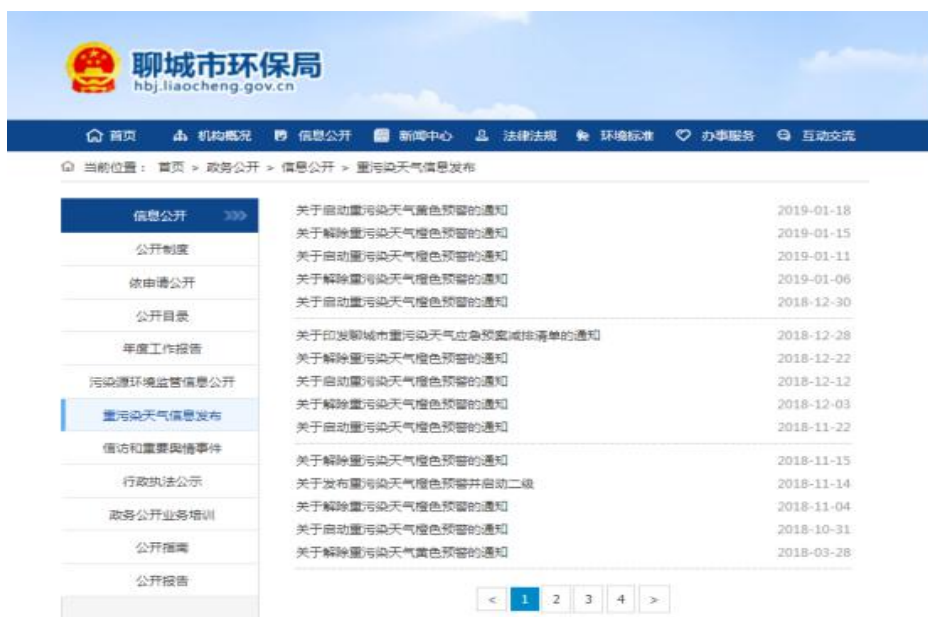 聊城市环保局
hbj.liaocheng.gov.cn
首页 机构概况 信息公开 新闻中心 法律法规 环境标准 办事服务 互动交流
当前位置： 首页 > 政务公开 > 信息公开 > 重污染天气信息发布
信息公开 >>>
公开制度
依申请公开
公开目录
年度工作报告
污染源环境监管信息公开
重污染天气信息发布
信访和重要舆情事件
行政执法公示
政务公开业务培训
公开指南
公开报告
关于启动重污染天气黄色预警的通知 2019-01-18
关于解除重污染天气橙色预警的通知 2019-01-15
关于启动重污染天气橙色预警的通知 2019-01-11
关于解除重污染天气橙色预警的通知 2019-01-06
关于启动重污染天气橙色预警的通知 2018-12-30
关于印发聊城市重污染天气应急预案减排清单的通知 2018-12-28
关于解除重污染天气橙色预警的通知 2018-12-22
关于启动重污染天气橙色预警的通知 2018-12-12
关于解除重污染天气橙色预警的通知 2018-12-03
关于启动重污染天气橙色预警的通知 2018-11-22
关于解除重污染天气橙色预警的通知 2018-11-15
关于发布重污染天气橙色预警并启动二级 2018-11-14
关于解除重污染天气橙色预警的通知 2018-11-04
关于启动重污染天气橙色预警的通知 2018-10-31
关于解除重污染天气黄色预警的通知 2018-03-28
< 1 2 3 4 >